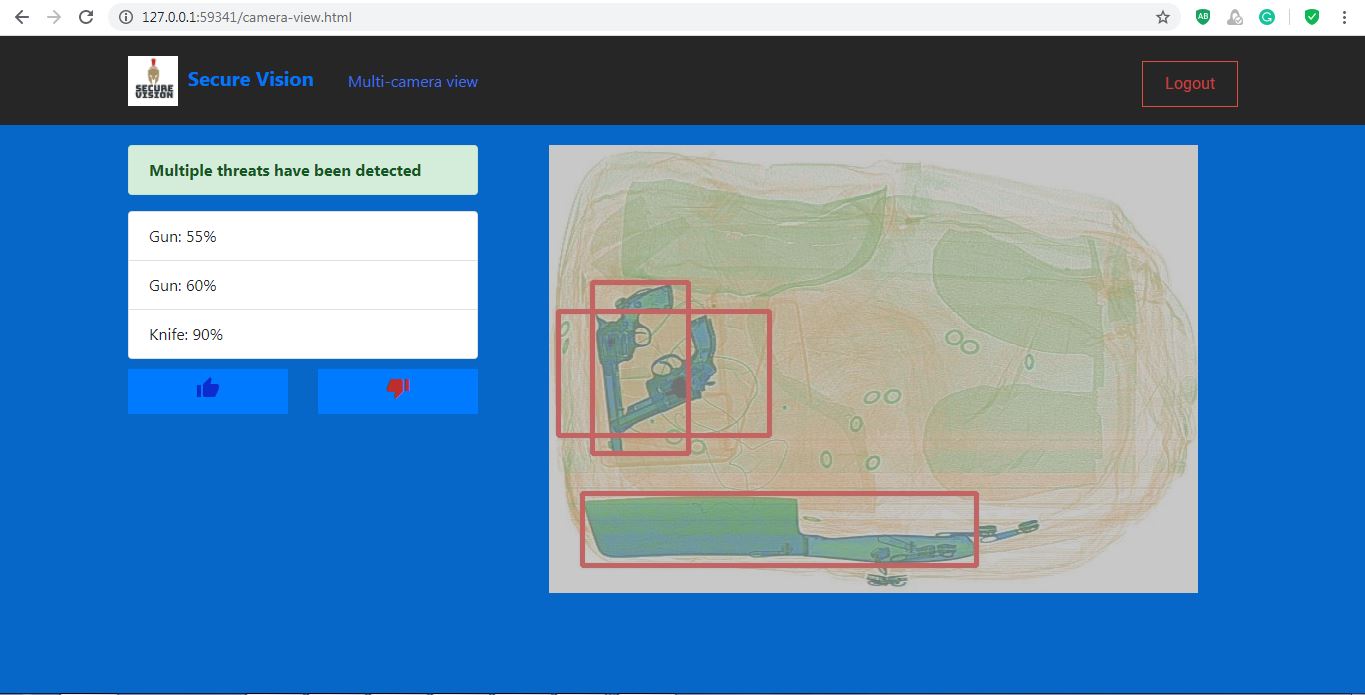 127.0.0.1:59341/camera-view.html
SECURE
VISION
Secure Vision
Multi-camera view
Logout
Multiple threats have been detected
Gun: 55%
Gun: 60%
Knife: 90%